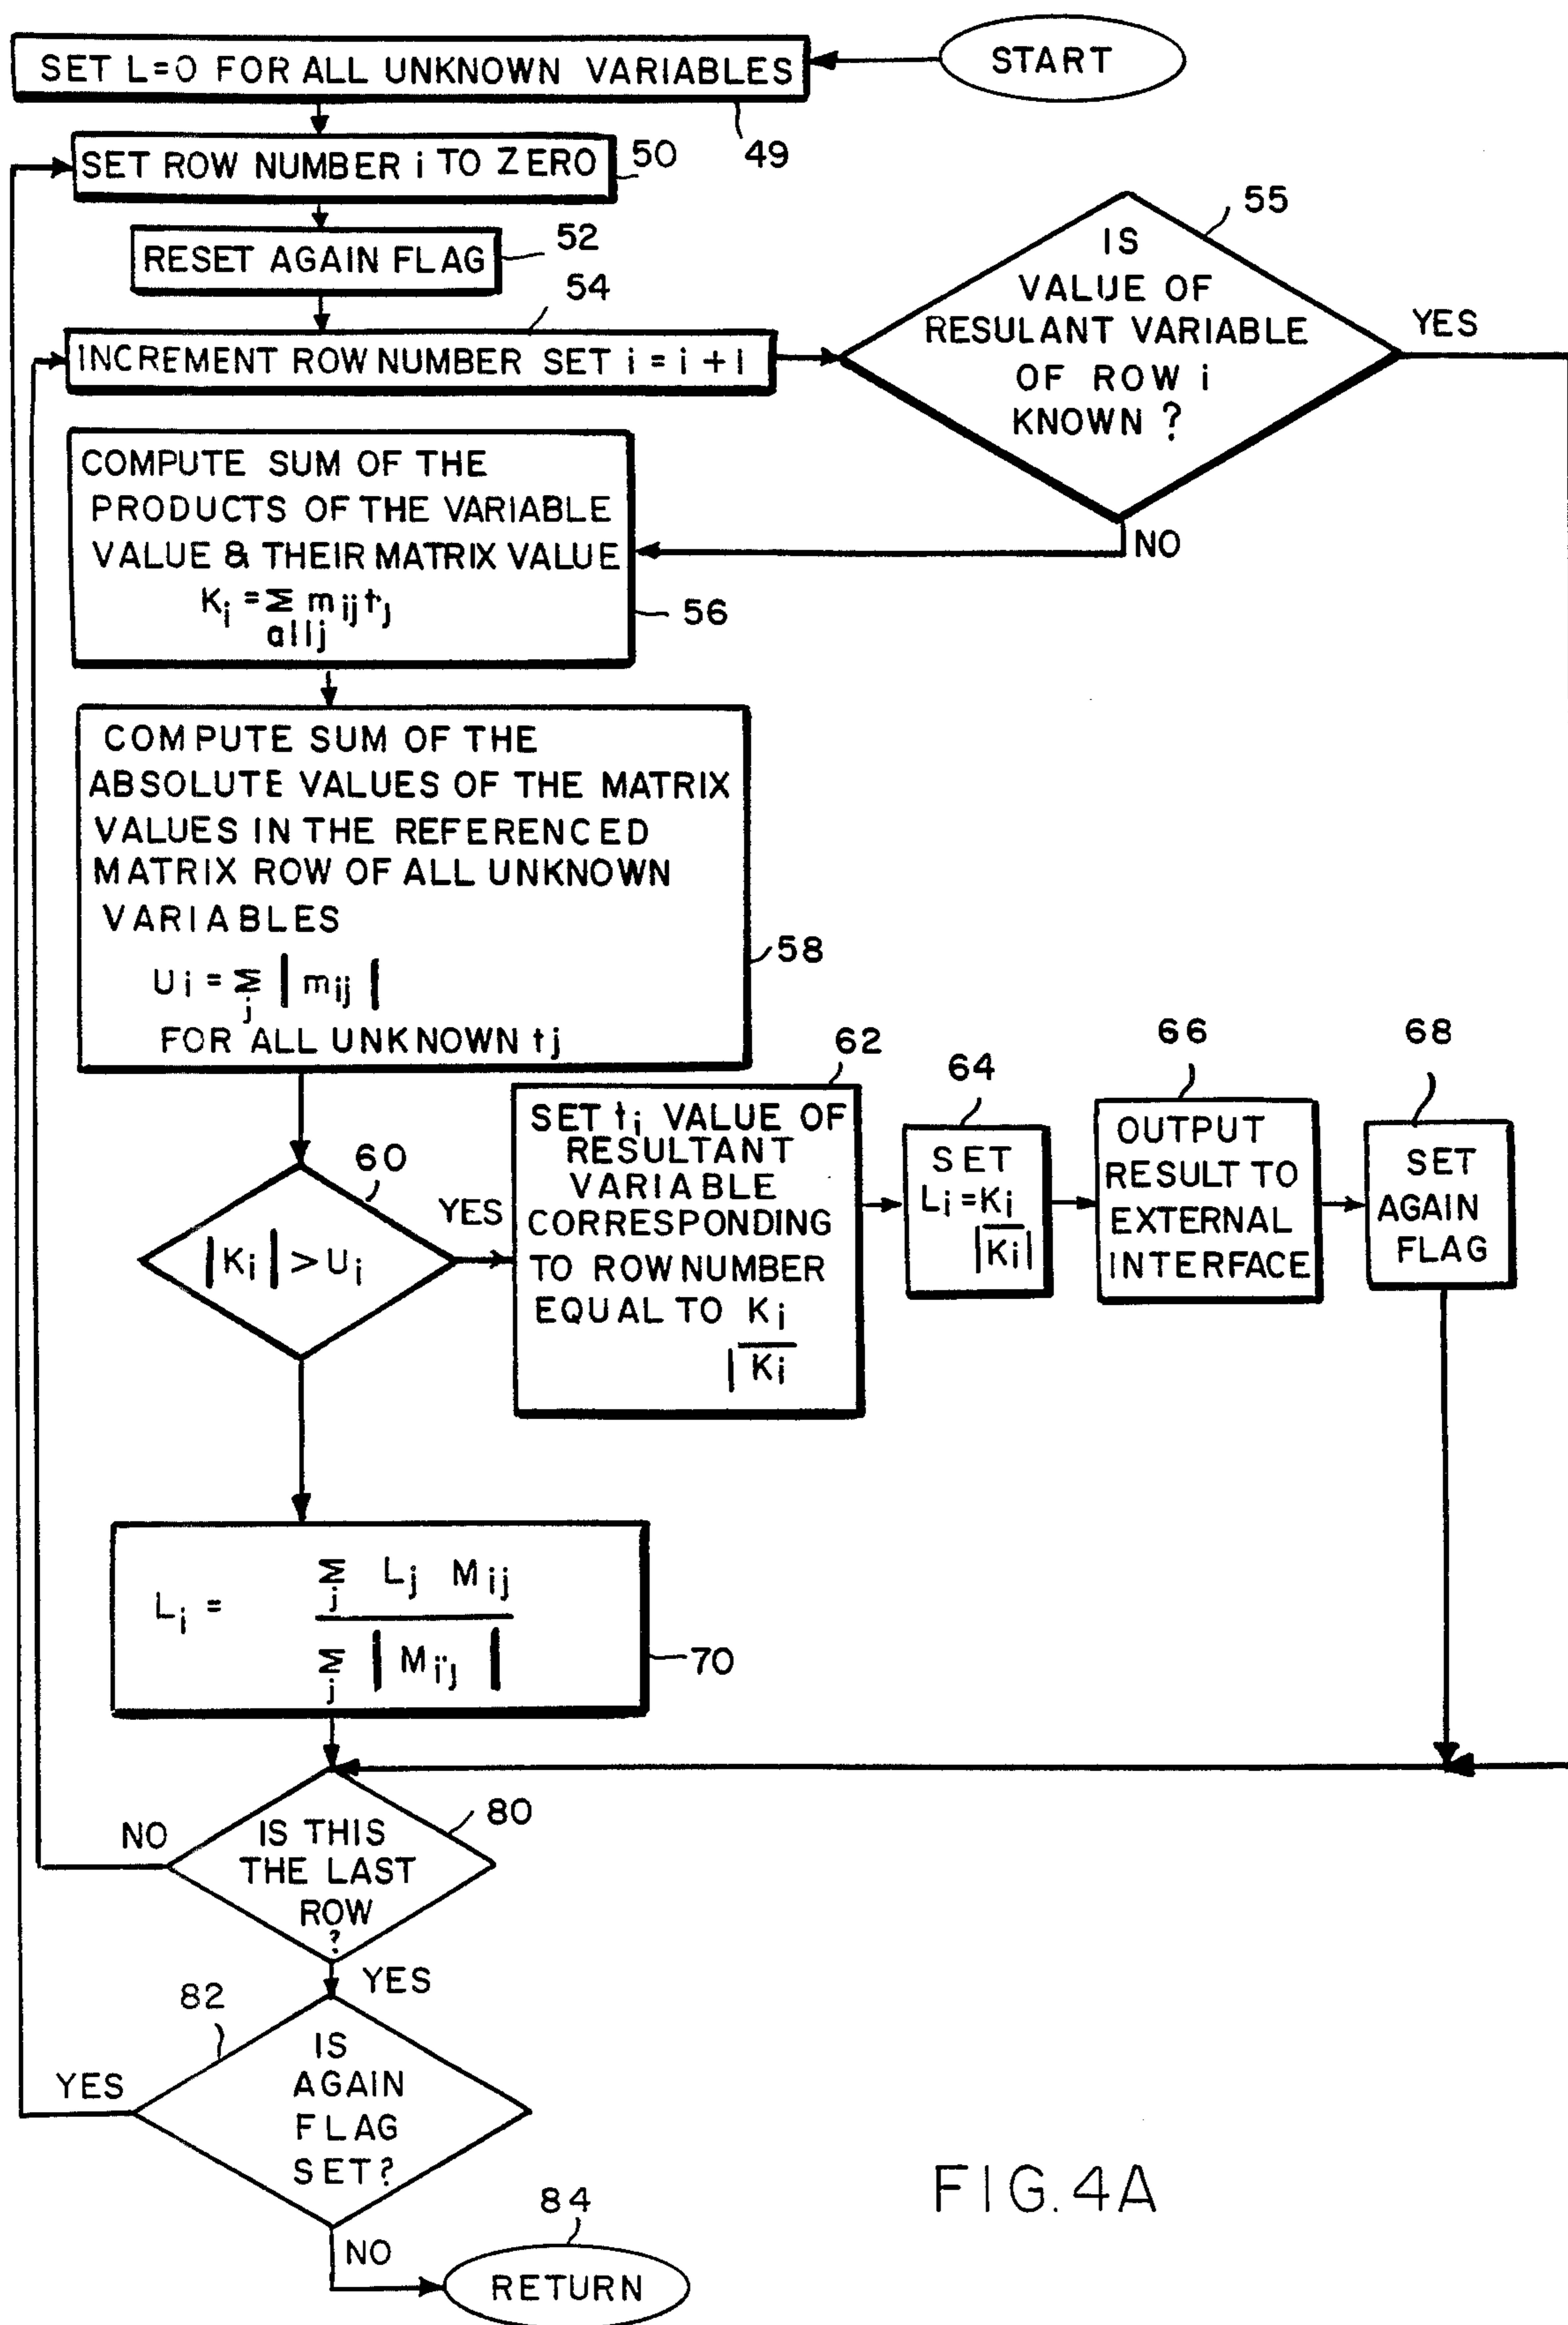 START
SET L=0 FOR ALL UNKNOWN VARIABLES
49
SET ROW NUMBER i TO ZERO
50
RESET AGAIN FLAG
52
54
INCREMENT ROW NUMBER SET i = i + 1
55
IS
VALUE OF
RESULANT VARIABLE
OF ROW i
KNOWN ?
YES
NO
COMPUTE SUM OF THE
PRODUCTS OF THE VARIABLE
VALUE & THEIR MATRIX VALUE
Ki = Σ mij tj
all j
56
COMPUTE SUM OF THE
ABSOLUTE VALUES OF THE MATRIX
VALUES IN THE REFERENCED
MATRIX ROW OF ALL UNKNOWN
VARIABLES
Ui = Σ | mij |
j
FOR ALL UNKNOWN tj
58
60
|Ki| > Ui
YES
62
SET ti VALUE OF
RESULTANT
VARIABLE
CORRESPONDING
TO ROW NUMBER
EQUAL TO Ki
|Ki
64
SET
Li = Ki
|Ki|
66
OUTPUT
RESULT TO
EXTERNAL
INTERFACE
68
SET
AGAIN
FLAG
Σ Lj Mij
j
Li =
Σ | Mij |
j
70
80
IS THIS
THE LAST
ROW
?
NO
YES
82
IS
AGAIN
FLAG
SET?
YES
NO
84
RETURN
FIG. 4A